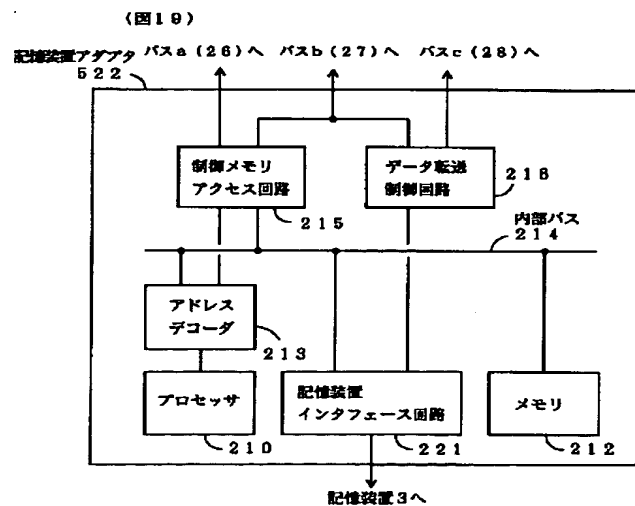 (図19)
記憶装置アダプタ バスa(26)へ バスb(27)へ バスc(28)へ
522
制御メモリ
アクセス回路
215
データ転送
制御回路
216
内部バス
214
アドレス
デコーダ
213
プロセッサ
210
記憶装置
インタフェース回路
221
メモリ
212
記憶装置3へ